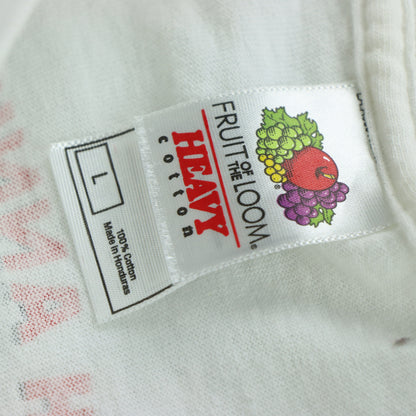 FRUIT
OF THE LOOM®
HEAVY
cotton
L
100% Cotton
Made in Honduras